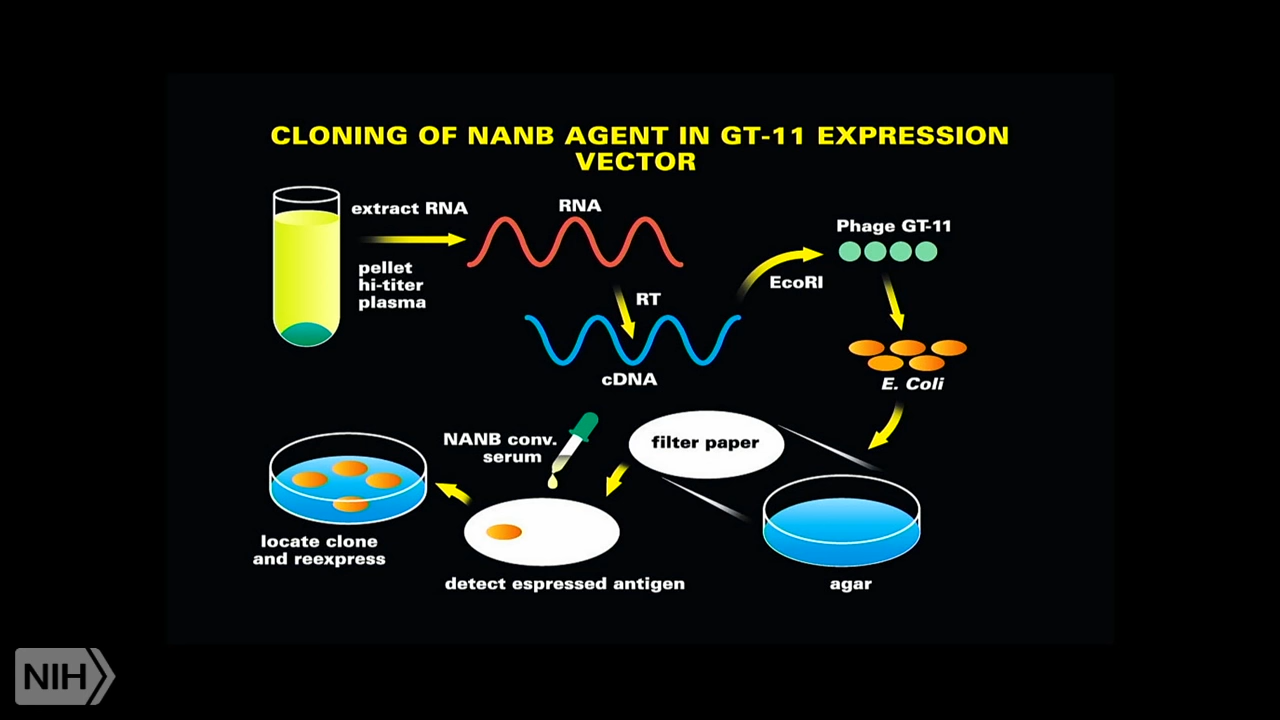 CLONING OF NANB AGENT IN GT-11 EXPRESSION
VECTOR
extract RNA
pellet
hi-titer
plasma
RNA
RT
cDNA
EcoRI
Phage GT-11
E. Coli
NANB conv.
serum
filter paper
locate clone
and reexpress
detect espressed antigen
agar
NIH